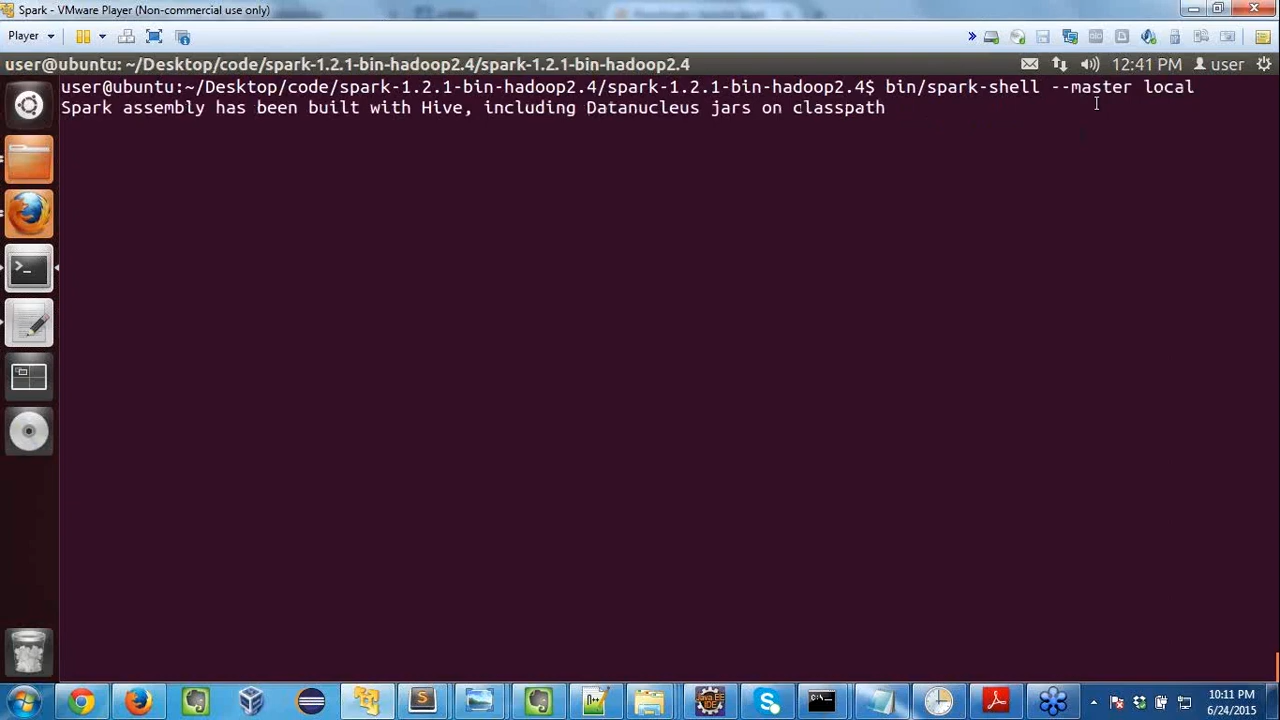 Spark - VMware Player (Non-commercial use only)
Player
user@ubuntu: ~/Desktop/code/spark-1.2.1-bin-hadoop2.4/spark-1.2.1-bin-hadoop2.4
12:41 PM
user
user@ubuntu:~/Desktop/code/spark-1.2.1-bin-hadoop2.4/spark-1.2.1-bin-hadoop2.4$ bin/spark-shell --master local
Spark assembly has been built with Hive, including Datanucleus jars on classpath
Java EE
IDE
10:11 PM
6/24/2015